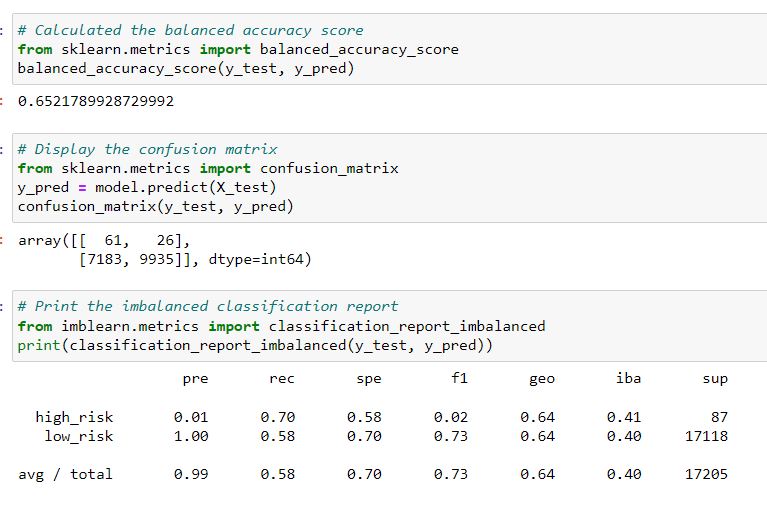 # Calculated the balanced accuracy score
from sklearn.metrics import balanced_accuracy_score
balanced_accuracy_score(y_test, y_pred)
0.6521789928729992
# Display the confusion matrix
from sklearn.metrics import confusion_matrix
y_pred = model.predict(X_test)
confusion_matrix(y_test, y_pred)
array([[  61,   26],
       [7183, 9935]], dtype=int64)
# Print the imbalanced classification report
from imblearn.metrics import classification_report_imbalanced
print(classification_report_imbalanced(y_test, y_pred))
pre rec spe f1 geo iba sup
high_risk 0.01 0.70 0.58 0.02 0.64 0.41 87
low_risk 1.00 0.58 0.70 0.73 0.64 0.40 17118
avg / total 0.99 0.58 0.70 0.73 0.64 0.40 17205